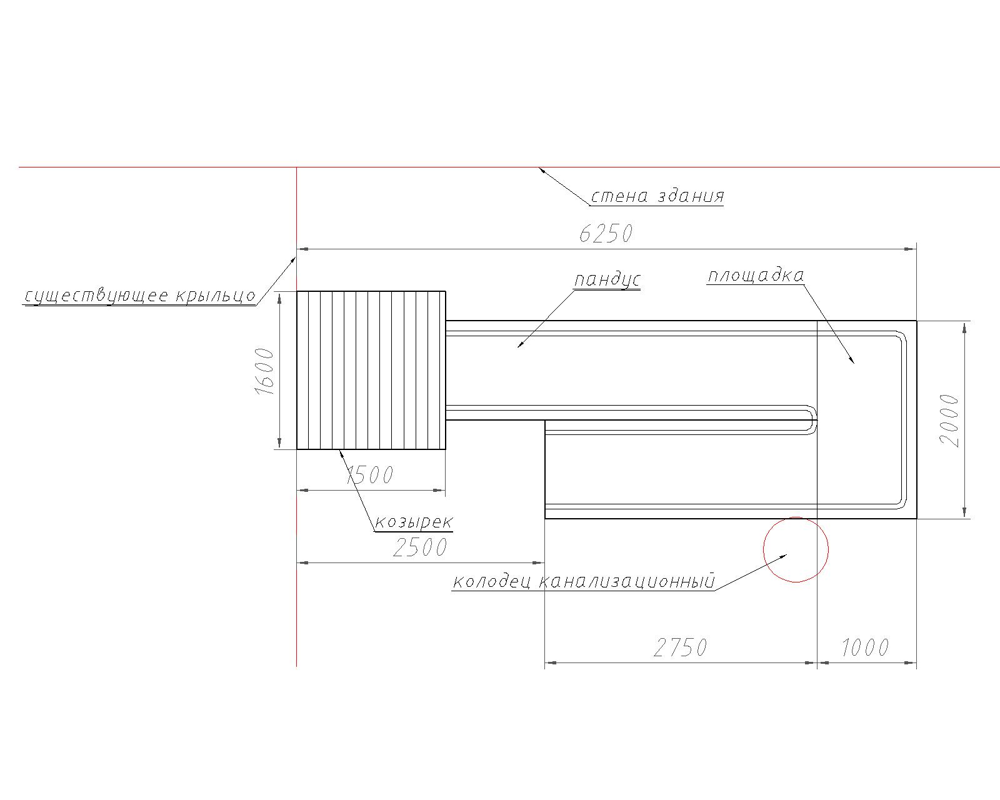 стена здания
6250
пандус
площадка
существующее крыльцо
1600
2000
1500
козырек
2500
колодец канализационный
2750
1000